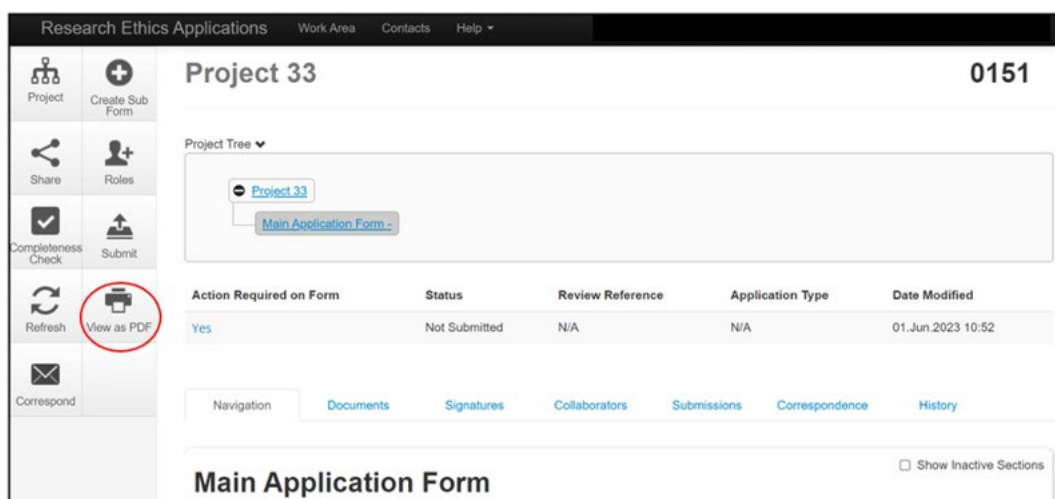 Research Ethics Applications Work Area Contacts Help
Project
Create Sub
Form
Share
Roles
Completeness
Check
Submit
Refresh
View as PDF
Correspond
Project 33 0151
Project Tree
Project 33
Main Application Form -
Action Required on Form Status Review Reference Application Type Date Modified
Yes Not Submitted N/A N/A 01.Jun.2023 10:52
Navigation Documents Signatures Collaborators Submissions Correspondence History
Show Inactive Sections
Main Application Form